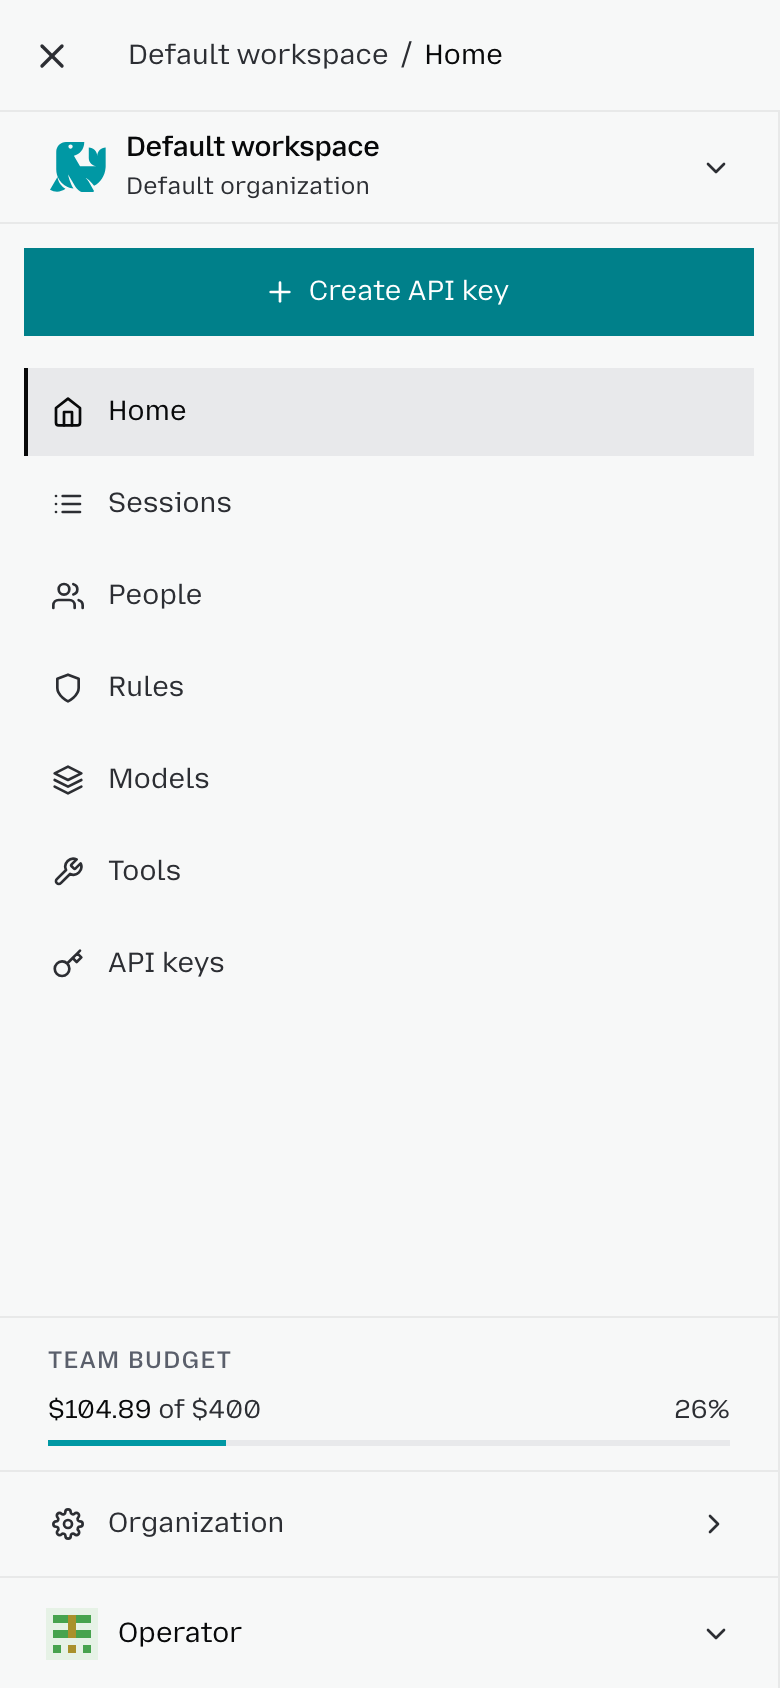 Default workspace / Home
Default workspace
Default organization
Create API key
Home
Sessions
People
Rules
Models
Tools
API keys
TEAM BUDGET
$104.89 of $400 26%
Organization
Operator